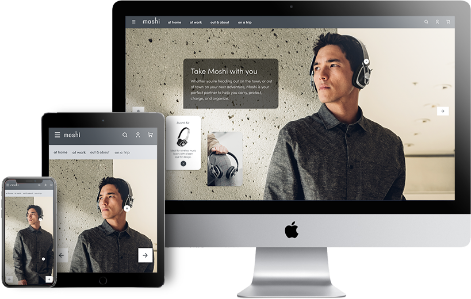 moshi
at home
at work
out & about
on a trip
Take Moshi with you
Whether you're heading out on the town, or out
of town on your next adventure, Moshi is your
perfect partner to help you carry, protect,
charge, and organize.
moshi
at home
at work
out & about
on a trip
moshi